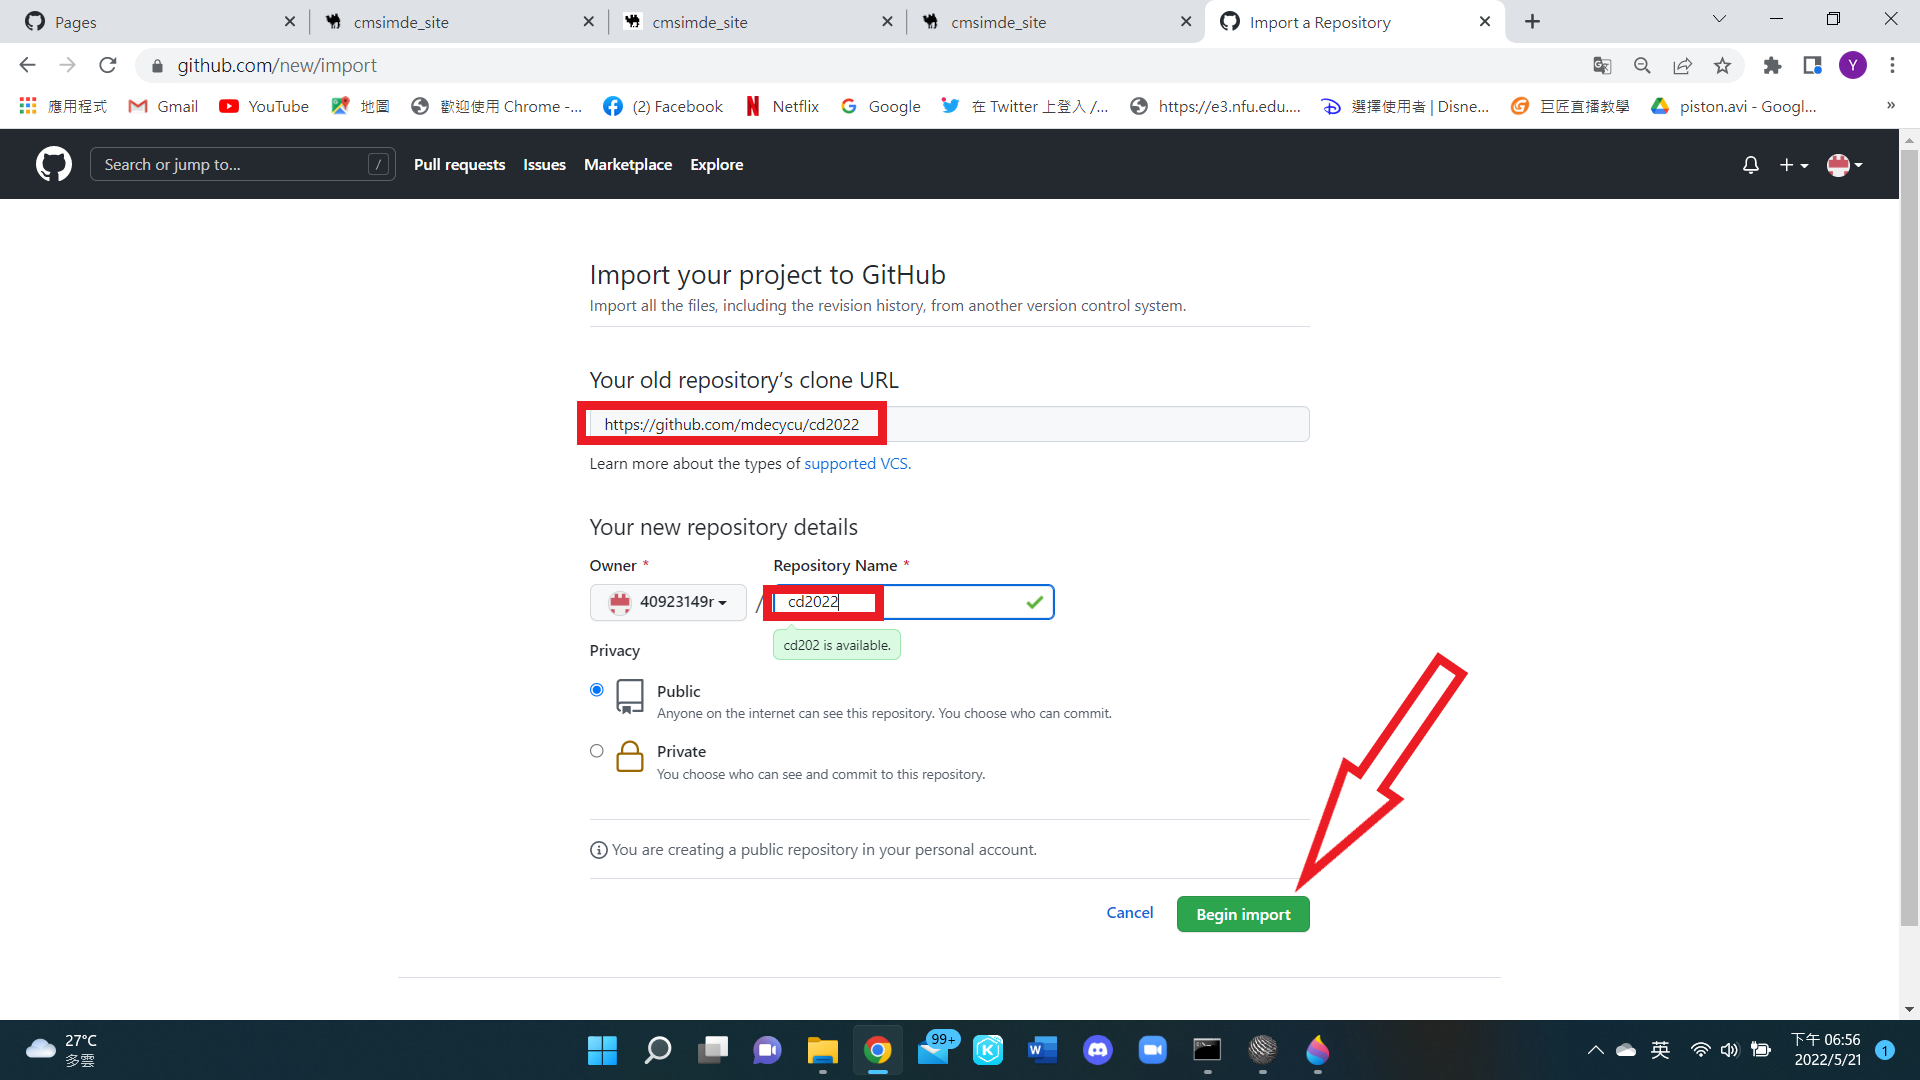 Pages
cmsimde_site
cmsimde_site
cmsimde_site
Import a Repository
github.com/new/import
Y
應用程式
Gmail
YouTube
地圖
歡迎使用 Chrome -...
(2) Facebook
Netflix
Google
在 Twitter 上登入 /...
https://e3.nfu.edu....
選擇使用者 | Disne...
巨匠直播教學
piston.avi - Googl...
»
Search or jump to...
/
Pull requests
Issues
Marketplace
Explore
Import your project to GitHub
Import all the files, including the revision history, from another version control system.
Your old repository’s clone URL
https://github.com/mdecycu/cd2022
Learn more about the types of supported VCS.
Your new repository details
Owner *
Repository Name *
40923149r
/
cd2022
cd202 is available.
Privacy
Public
Anyone on the internet can see this repository. You choose who can commit.
Private
You choose who can see and commit to this repository.
You are creating a public repository in your personal account.
Cancel
Begin import
27°C
多雲
99+
K
W
英
下午 06:56
2022/5/21
1